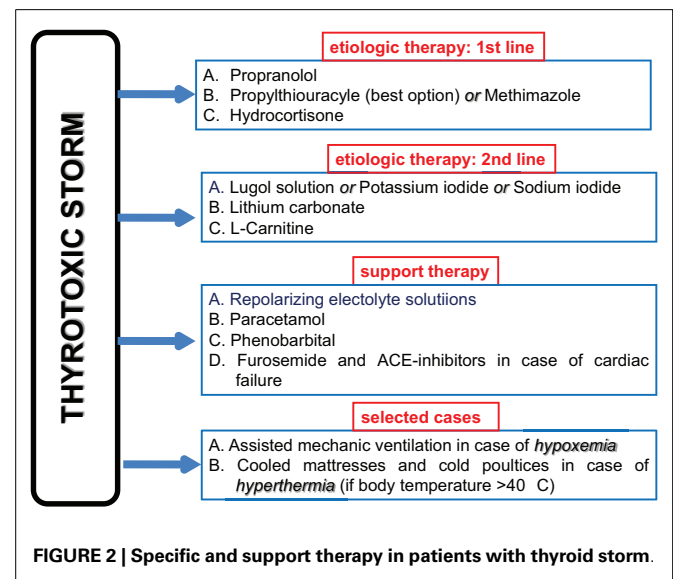 THYROTOXIC STORM
etiologic therapy: 1st line
A. Propranolol
B. Propylthiouracyle (best option) or Methimazole
C. Hydrocortisone
etiologic therapy: 2nd line
A. Lugol solution or Potassium iodide or Sodium iodide
B. Lithium carbonate
C. L-Carnitine
support therapy
A. Repolarizing electolyte solutiions
B. Paracetamol
C. Phenobarbital
D. Furosemide and ACE-inhibitors in case of cardiac
failure
selected cases
A. Assisted mechanic ventilation in case of hypoxemia
B. Cooled mattresses and cold poultices in case of
hyperthermia (if body temperature >40 C)
FIGURE 2 | Specific and support therapy in patients with thyroid storm.